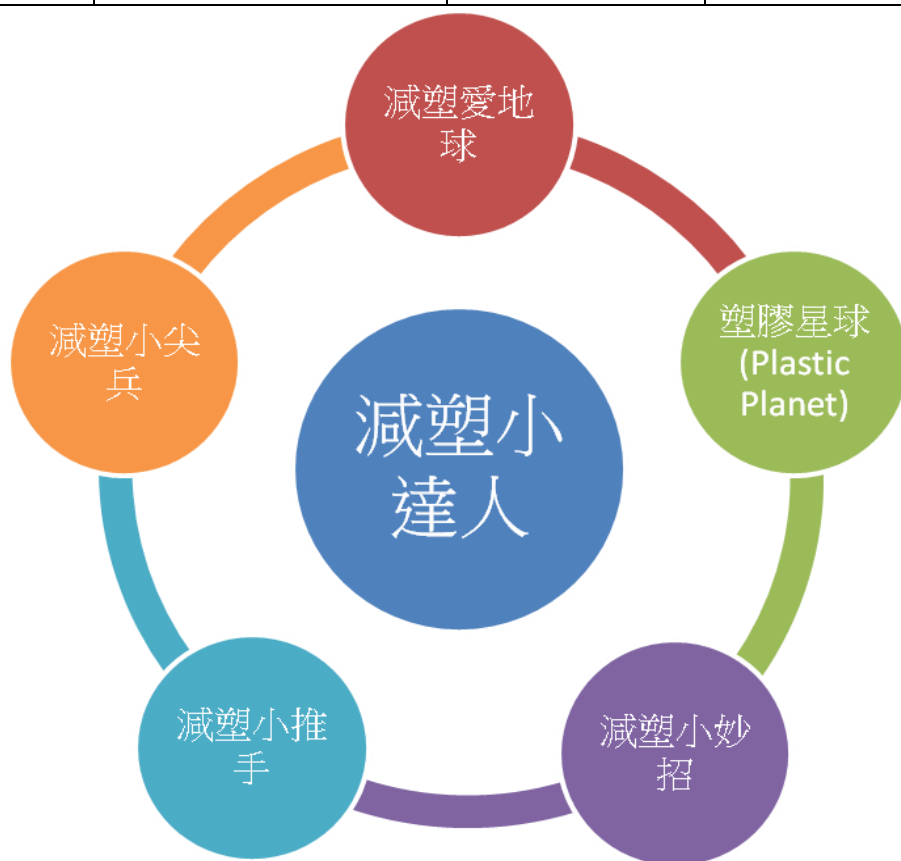 減塑愛地
球
塑膠星球
(Plastic
Planet)
減塑小妙
招
減塑小推
手
減塑小尖
兵
減塑小
達人